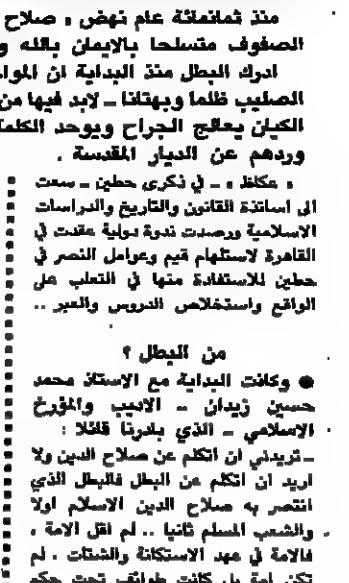 منذ ثمانمائة عام نهض « صلاح
الصفوف متسلحا بالايمان بالله و
ادرك البطل منذ البداية ان الموا
الصليب ظلما وبهتانا ـ لابد فيها من
الكيان يعالج الجراح ويوحد الكلمة
وردهم عن الديار المقدسة .
« عكاظ » ـ في ذكرى حطين ـ سعت
الى اساتذة القانون والتاريخ والدراسات
الاسلامية ورصدت ندوة دولية عقدت في
القاهرة لاستلهام قيم وعوامل النصر في
حطين للاستفادة منها في التغلب على
الواقع واستخلاص الدروس والعبر ..
من البطل ؟
● وكانت البداية مع الاستاذ محمد
حسين زيدان ـ الاديب والمؤرخ
الاسلامي ـ الذي بادرنا قائلا :
ـ تريدني ان اتكلم عن صلاح الدين ولا
اريد ان اتكلم عن البطل فالبطل الذي
انتصر به صلاح الدين الاسلام اولا
والشعب المسلم ثانيا .. لم اقل الامة ،
فالامة في عهد الاستكانة والشتات . لم
تكن امة بل كانت طوائف تحت حكم